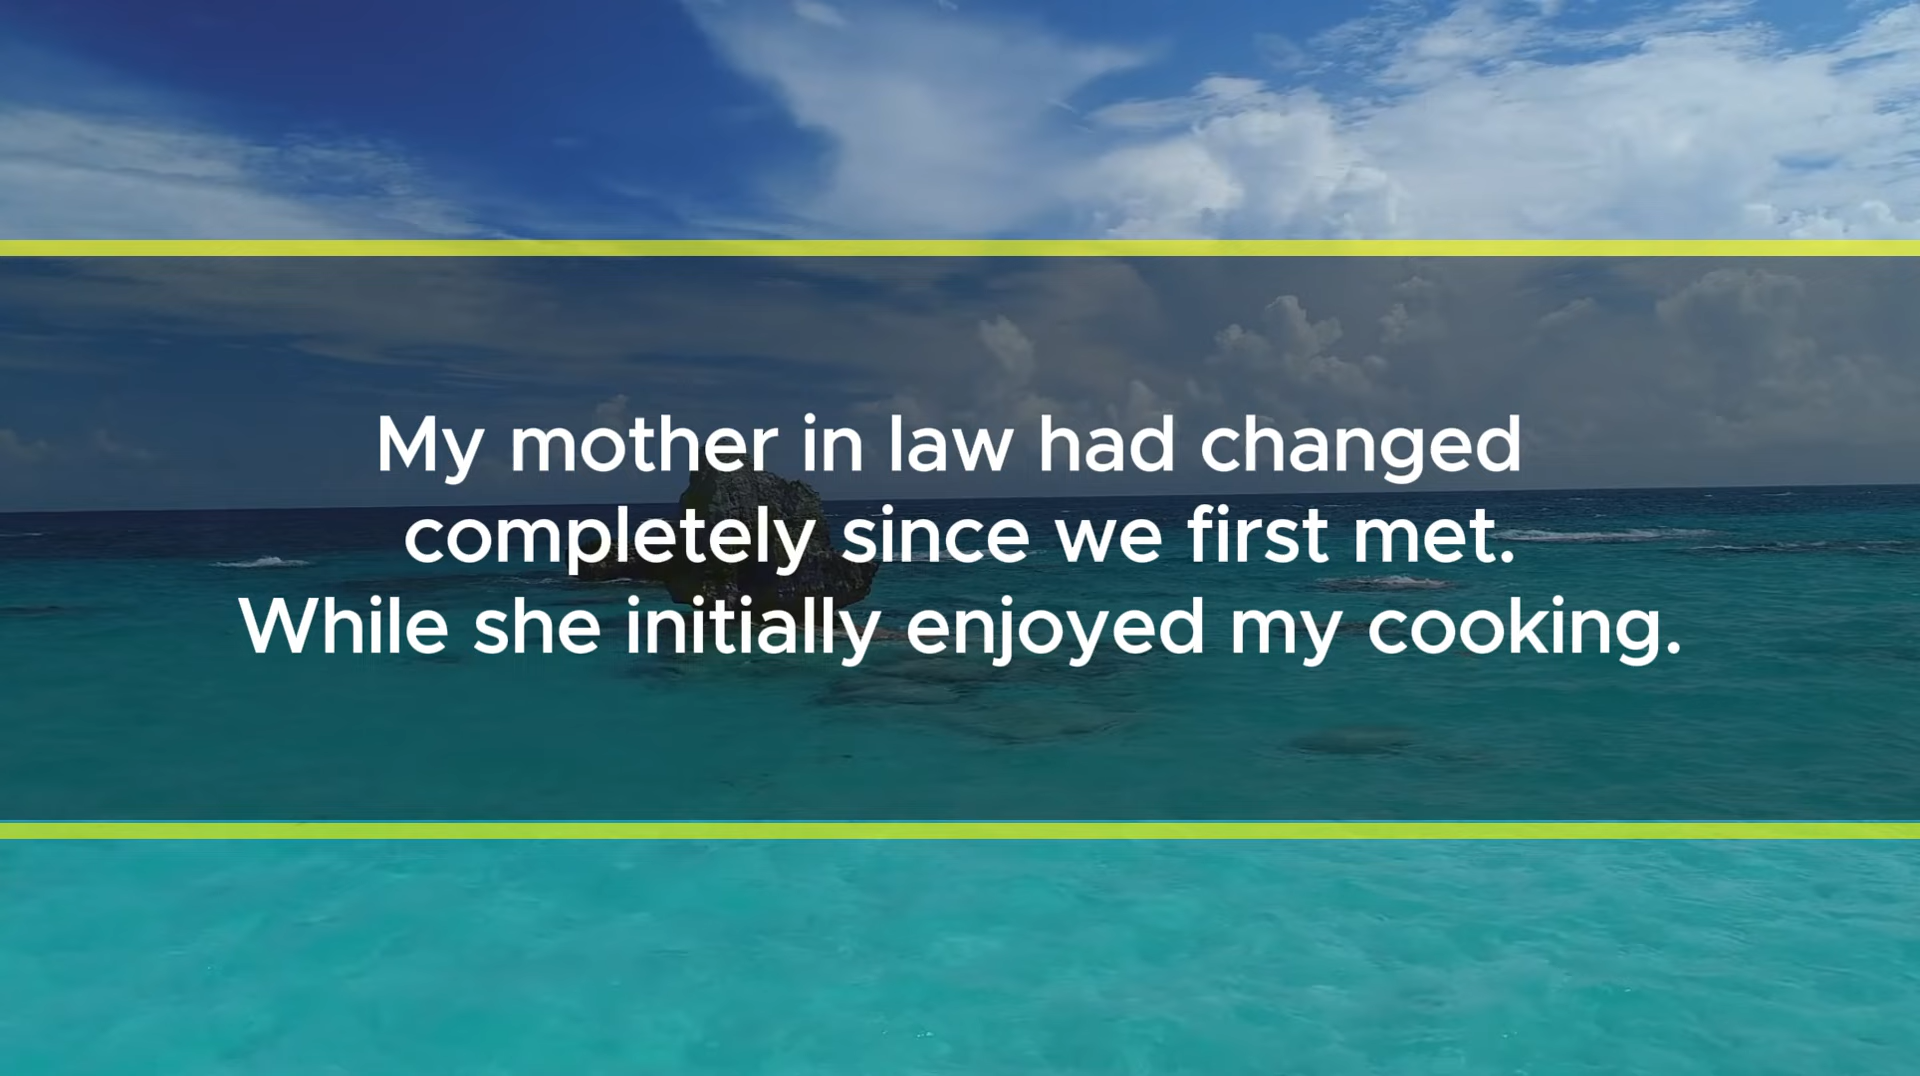 My mother in law had changed
completely since we first met.
While she initially enjoyed my cooking.